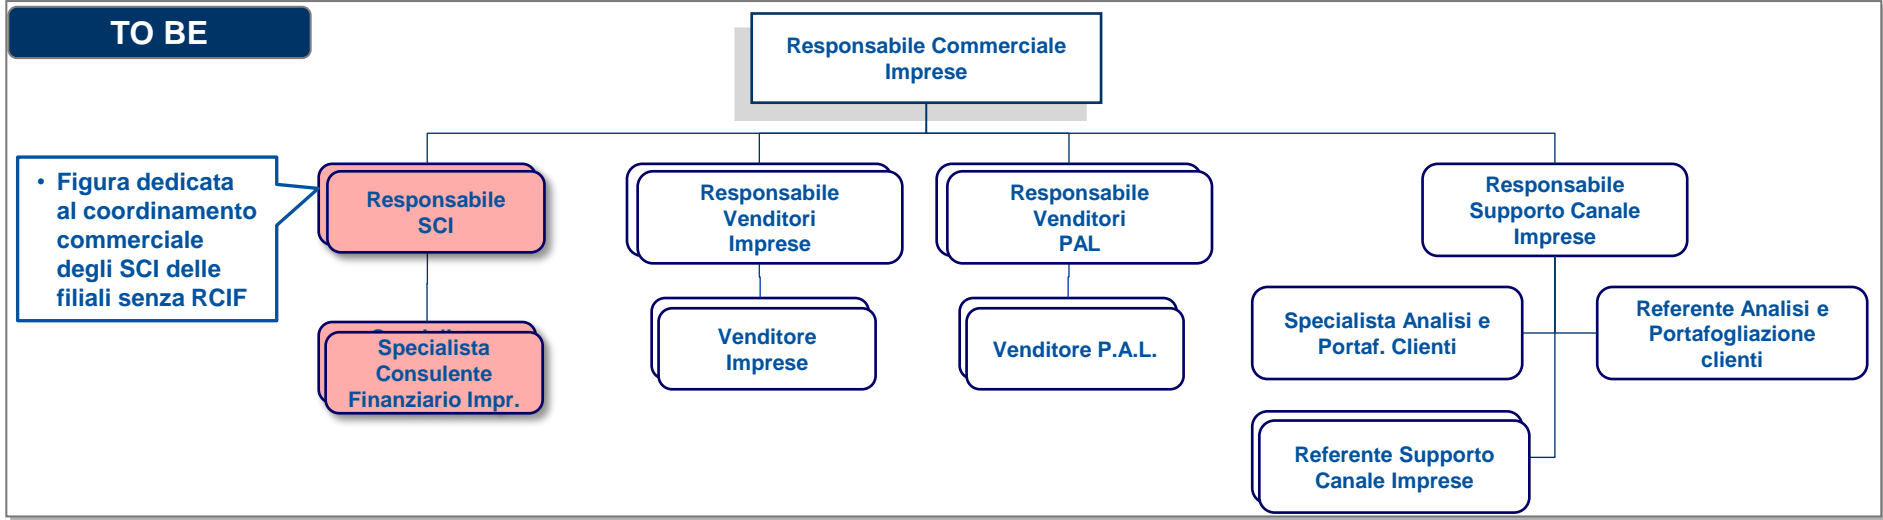 TO BE
Responsabile Commerciale
Imprese
• Figura dedicata
al coordinamento
commerciale
degli SCI delle
filiali senza RCIF
Responsabile
SCI
Responsabile
Venditori
Imprese
Responsabile
Venditori
PAL
Responsabile
Supporto Canale
Imprese
Specialista
Consulente
Finanziario Impr.
Venditore
Imprese
Venditore P.A.L.
Specialista Analisi e
Portaf. Clienti
Referente Analisi e
Portafogliazione
clienti
Referente Supporto
Canale Imprese